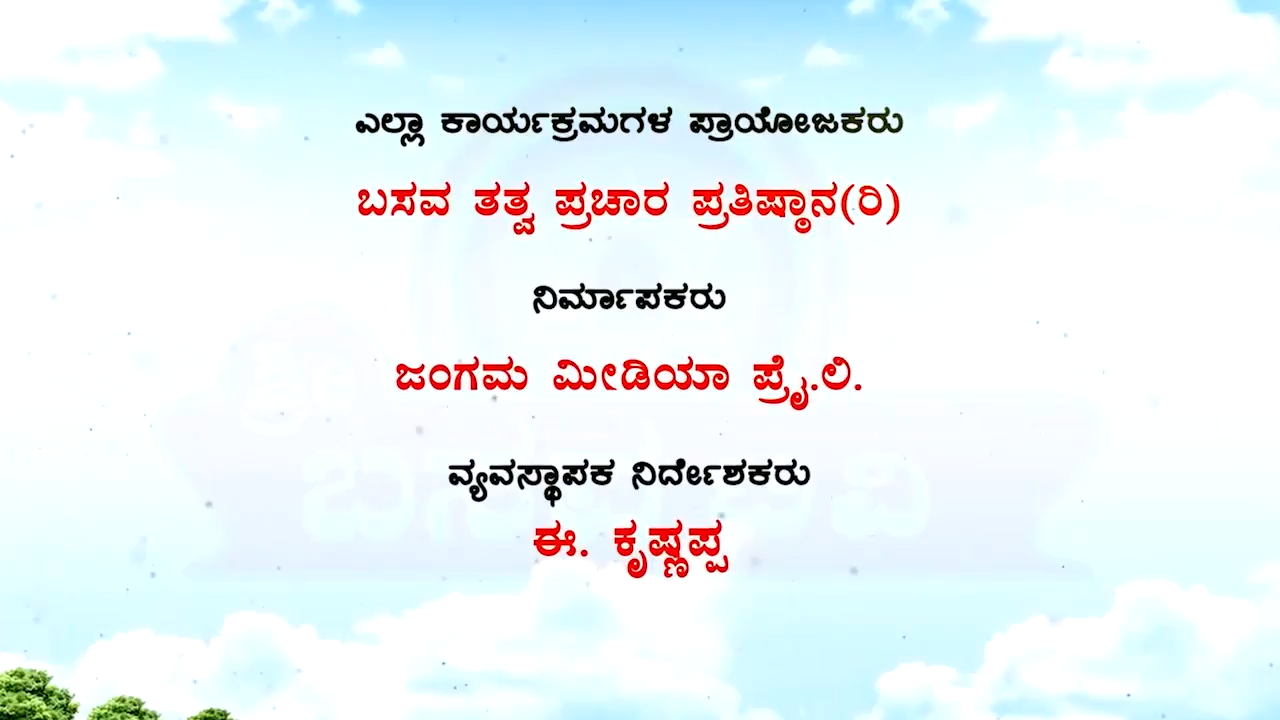 ಎಲ್ಲಾ ಕಾರ್ಯಕ್ರಮಗಳ ಪ್ರಾಯೋಜಕರು
ಬಸವ ತತ್ವ ಪ್ರಚಾರ ಪ್ರತಿಷ್ಠಾನ(ರಿ)
ನಿರ್ಮಾಪಕರು
ಜಂಗಮ ಮೀಡಿಯಾ ಪ್ರೈ.ಲಿ.
ವ್ಯವಸ್ಥಾಪಕ ನಿರ್ದೇಶಕರು
ಈ. ಕೃಷ್ಣಪ್ಪ